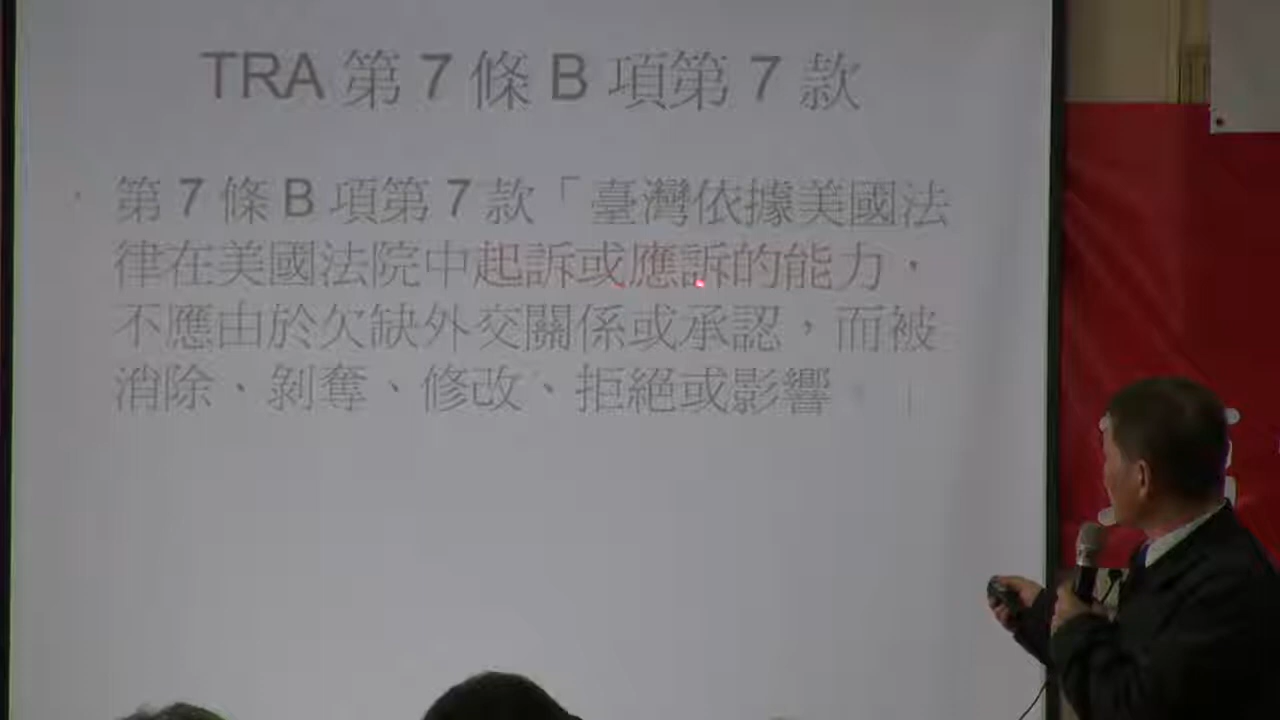 TRA 第 7 條 B 項第 7 款
第 7 條 B 項第 7 款「臺灣依據美國法
律在美國法院中起訴或應訴的能力，
不應由於欠缺外交關係或承認，而被
消除、剝奪、修改、拒絕或影響。」